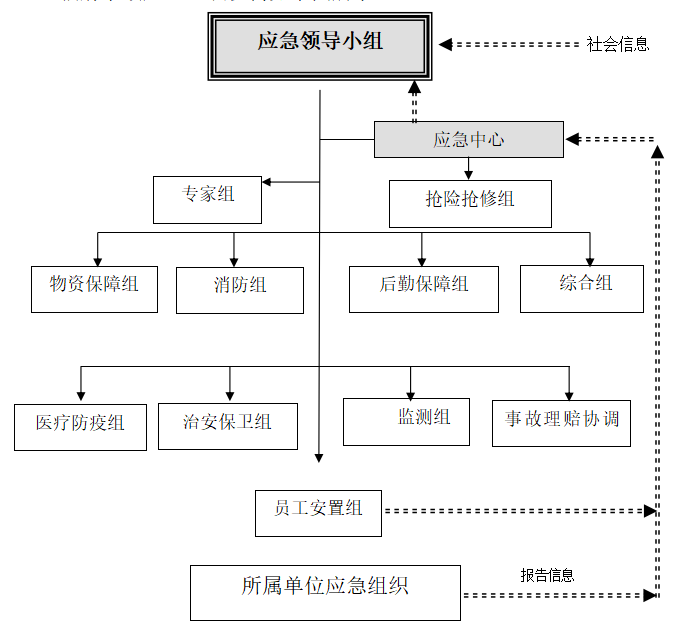 应急领导小组
社会信息
应急中心
专家组
抢险抢修组
物资保障组
消防组
后勤保障组
综合组
医疗防疫组
治安保卫组
监测组
事故理赔协调
员工安置组
报告信息
所属单位应急组织